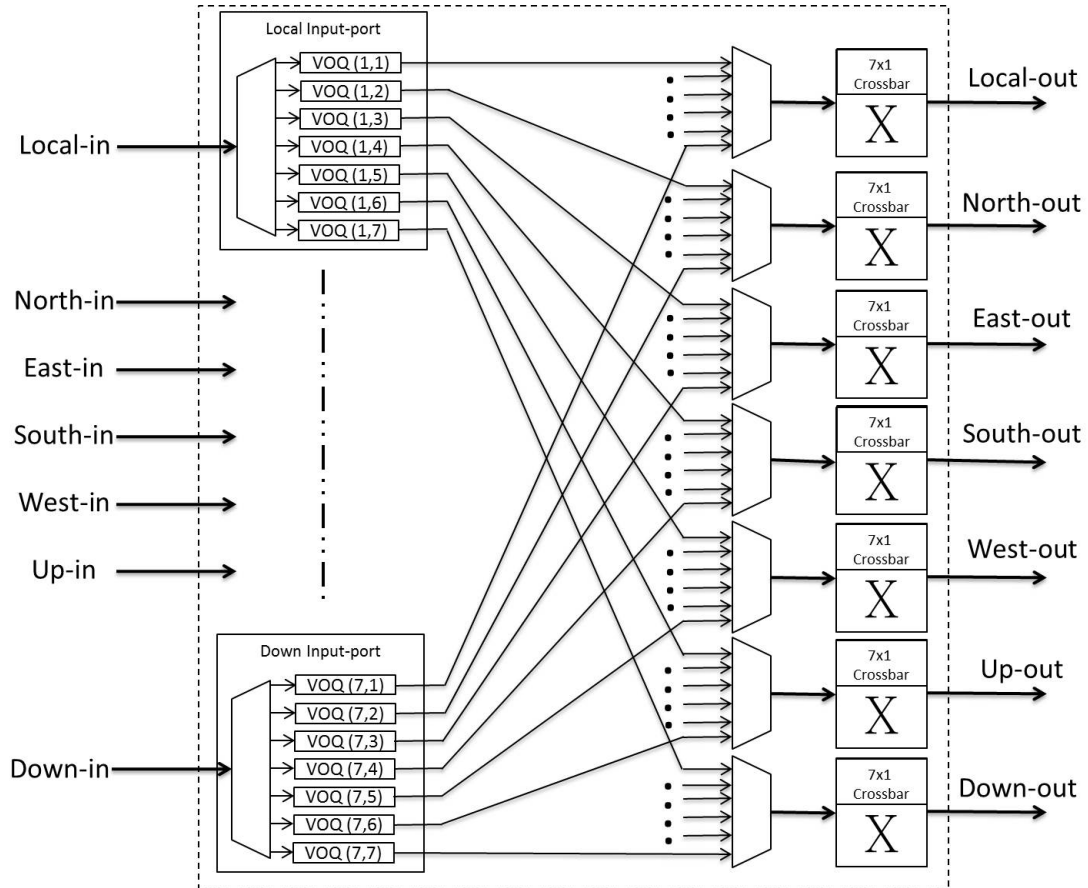 Local Input-port
VOQ (1,1)
VOQ (1,2)
VOQ (1,3)
VOQ (1,4)
VOQ (1,5)
VOQ (1,6)
VOQ (1,7)
Local-in
North-in
East-in
South-in
West-in
Up-in
Down-in
Down Input-port
VOQ (7,1)
VOQ (7,2)
VOQ (7,3)
VOQ (7,4)
VOQ (7,5)
VOQ (7,6)
VOQ (7,7)
7x1
Crossbar
X
Local-out
7x1
Crossbar
X
North-out
7x1
Crossbar
X
East-out
7x1
Crossbar
X
South-out
7x1
Crossbar
X
West-out
7x1
Crossbar
X
Up-out
7x1
Crossbar
X
Down-out